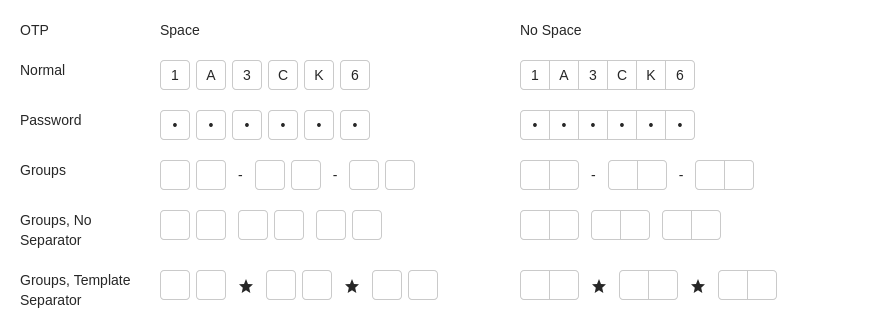 OTP Space No Space
Normal 1 A 3 C K 6 1 A 3 C K 6
Password • • • • • • • • • • • •
Groups - - - -
Groups, No
Separator
Groups, Template
Separator ★ ★ ★ ★